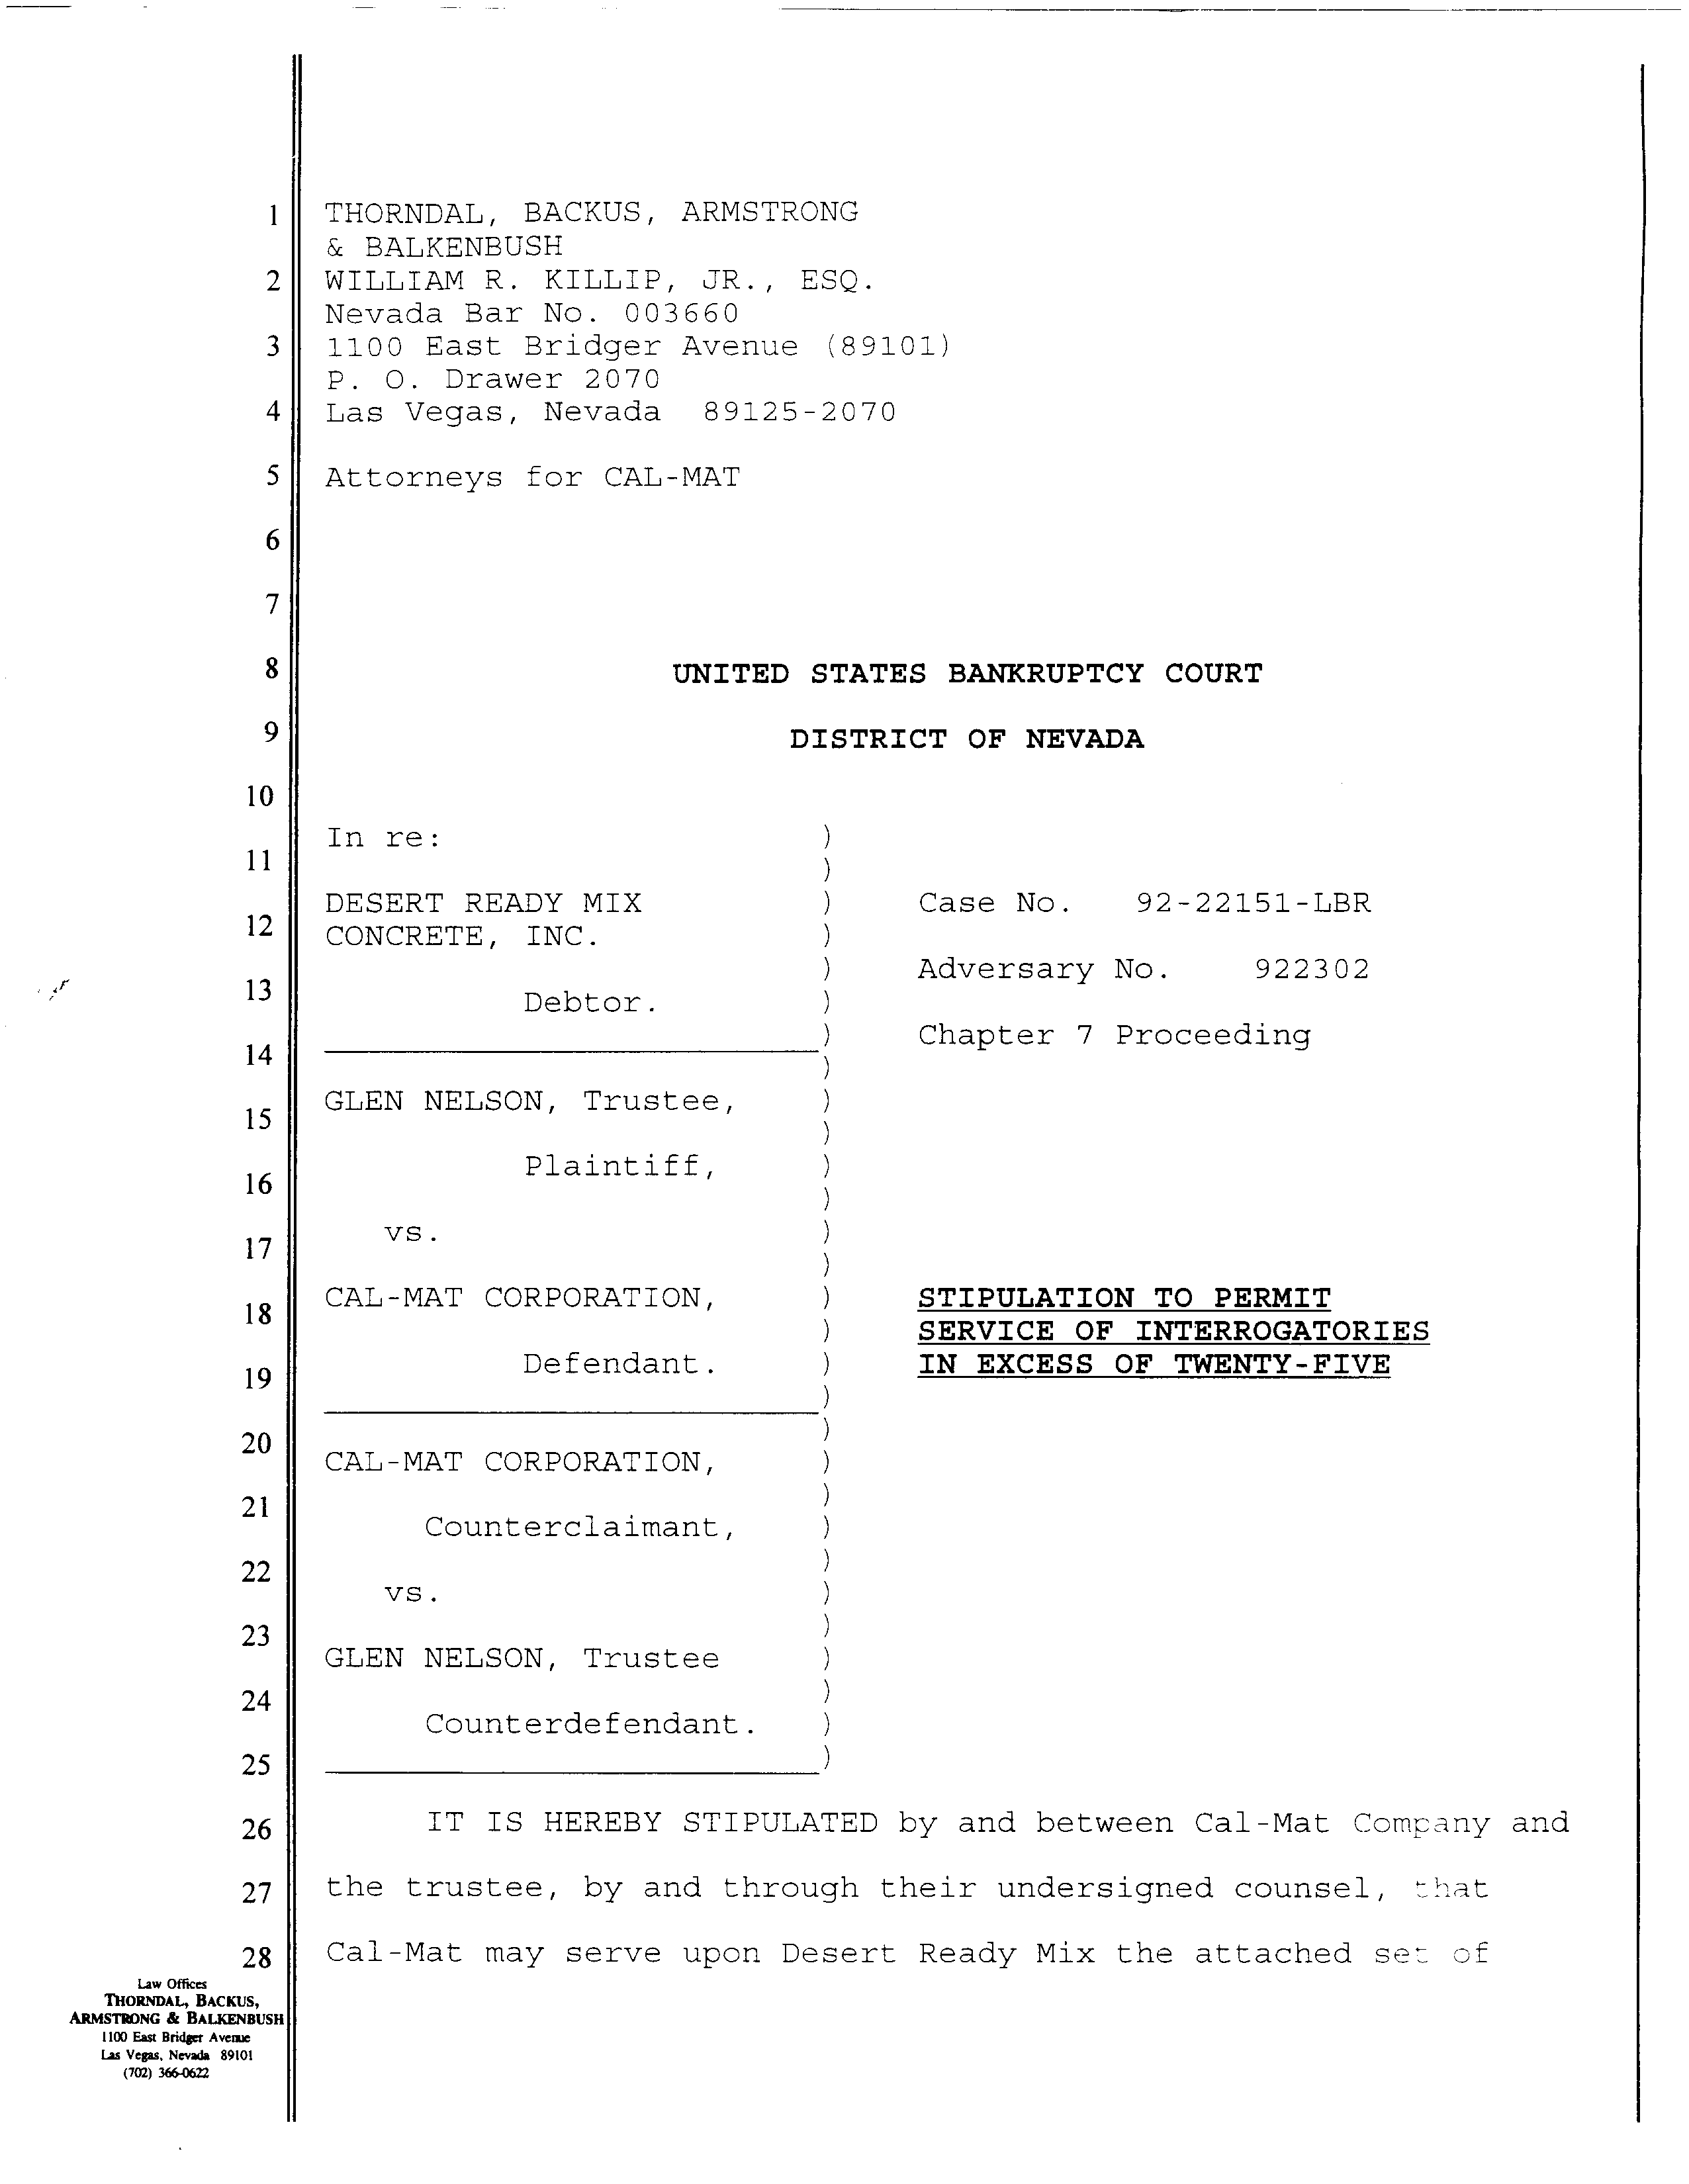 1 THORNDAL, BACKUS, ARMSTRONG
& BALKENBUSH
2 WILLIAM R. KILLIP, JR., ESQ.
Nevada Bar No. 003660
3 1100 East Bridger Avenue (89101)
P. O. Drawer 2070
4 Las Vegas, Nevada 89125-2070
5 Attorneys for CAL-MAT
6
7
8 UNITED STATES BANKRUPTCY COURT
9 DISTRICT OF NEVADA
10
In re: )
11 )
DESERT READY MIX ) Case No. 92-22151-LBR
12 CONCRETE, INC. )
) Adversary No. 922302
13 Debtor. )
) Chapter 7 Proceeding
14 )
GLEN NELSON, Trustee, )
15 )
Plaintiff, )
16 )
vs. )
17 )
CAL-MAT CORPORATION, ) STIPULATION TO PERMIT
18 ) SERVICE OF INTERROGATORIES
Defendant. ) IN EXCESS OF TWENTY-FIVE
19 )
20 )
CAL-MAT CORPORATION, )
21 )
Counterclaimant, )
22 )
vs. )
23 )
GLEN NELSON, Trustee )
24 )
Counterdefendant. )
25 )
26 IT IS HEREBY STIPULATED by and between Cal-Mat Company and
27 the trustee, by and through their undersigned counsel, that
28 Cal-Mat may serve upon Desert Ready Mix the attached set of
Law Offices
THORNDAL, BACKUS,
ARMSTRONG & BALKENBUSH
1100 East Bridger Avenue
Las Vegas, Nevada 89101
(702) 366-0622